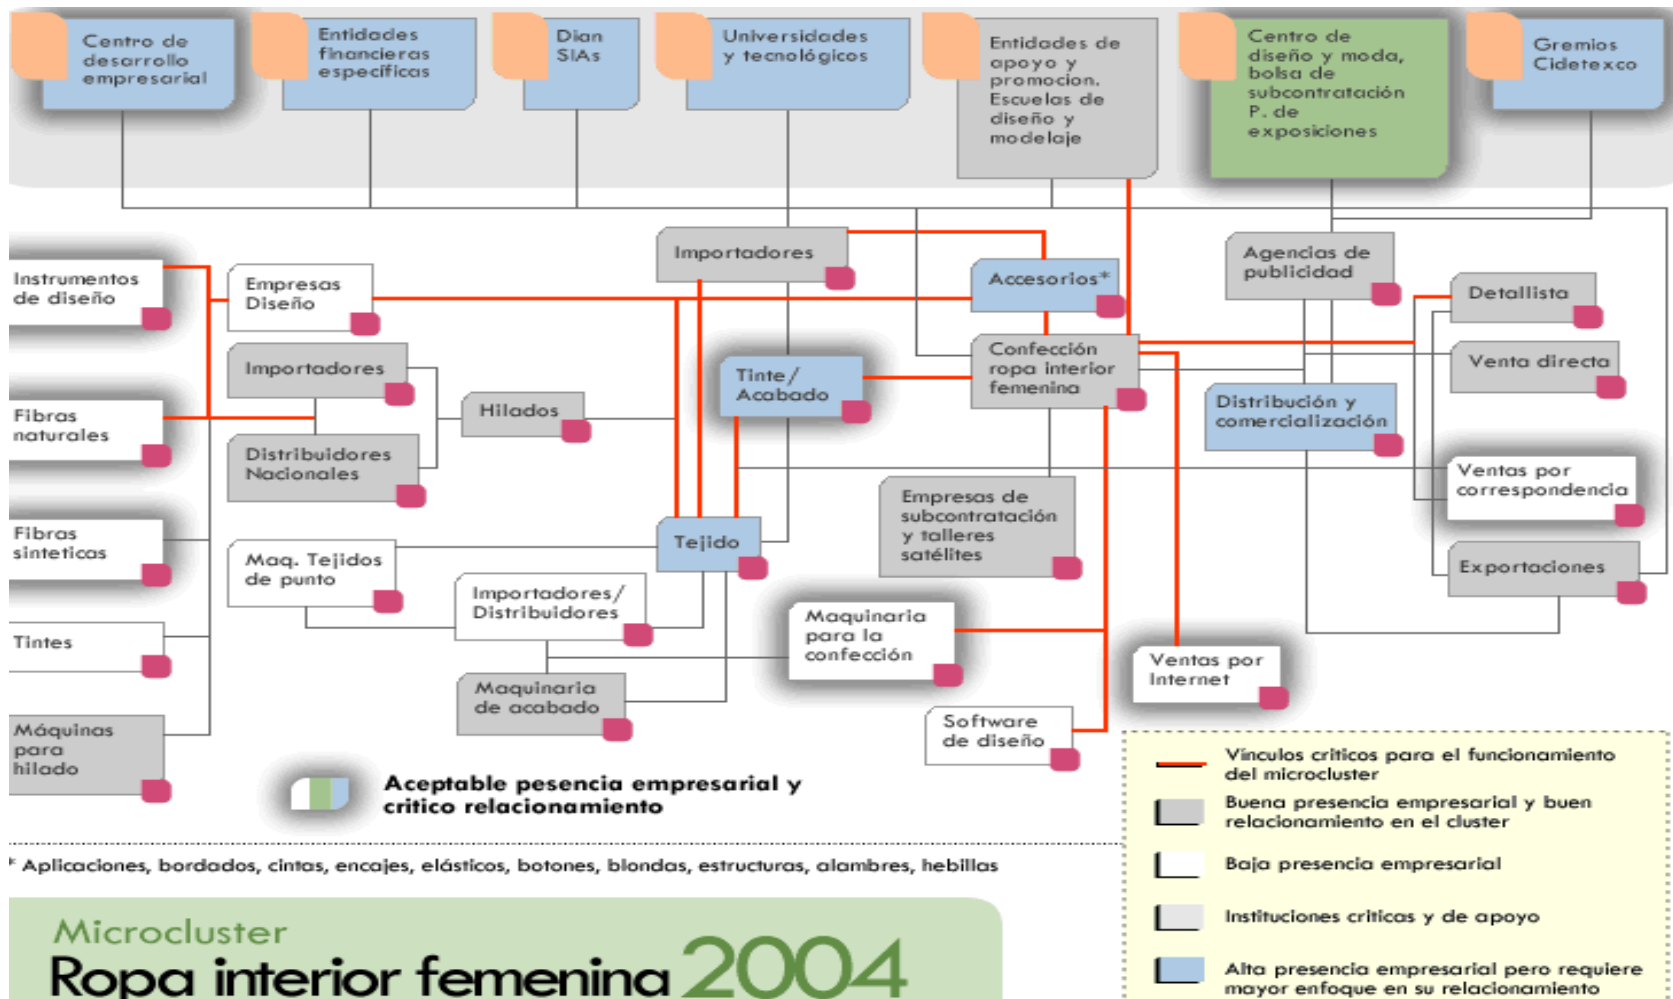 Centro de
desarrollo
empresarial
Entidades
financieras
específicas
Dian
SIAs
Universidades
y tecnológicos
Entidades de
apoyo y
promocion.
Escuelas de
diseño y
modelaje
Centro de
diseño y moda,
bolsa de
subcontratación
P. de
exposiciones
Gremios
Cidetexco
Instrumentos
de diseño
Empresas
Diseño
Importadores
Accesorios*
Agencias de
publicidad
Detallista
Importadores
Tinte/
Acabado
Confección
ropa interior
femenina
Venta directa
Fibras
naturales
Hilados
Distribución y
comercialización
Distribuidores
Nacionales
Empresas de
subcontratación
y talleres
satélites
Ventas por
correspondencia
Fibras
sinteticas
Tejido
Maq. Tejidos
de punto
Exportaciones
Importadores/
Distribuidores
Maquinaria
para la
confección
Tintes
Ventas por
Internet
Maquinaria
de acabado
Máquinas
para
hilado
Software
de diseño
Aceptable pesencia empresarial y
critico relacionamiento
Vínculos criticos para el funcionamiento
del microcluster
Buena presencia empresarial y buen
relacionamiento en el cluster
Baja presencia empresarial
Instituciones criticas y de apoyo
Alta presencia empresarial pero requiere
mayor enfoque en su relacionamiento
* Aplicaciones, bordados, cintas, encajes, elásticos, botones, blondas, estructuras, alambres, hebillas
Microcluster
Ropa interior femenina 2004